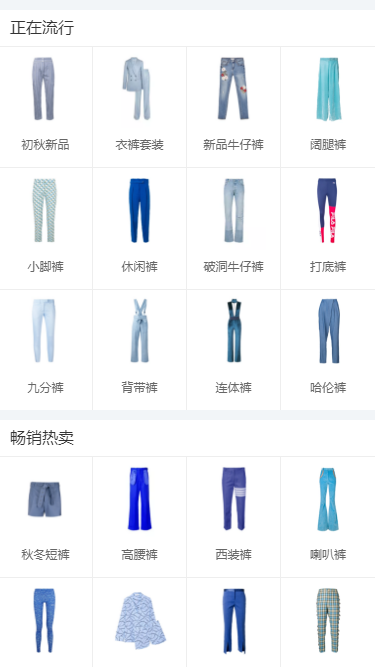 正在流行
初秋新品
衣裤套装
新品牛仔裤
阔腿裤
小脚裤
休闲裤
破洞牛仔裤
打底裤
九分裤
背带裤
连体裤
哈伦裤
畅销热卖
秋冬短裤
高腰裤
西装裤
喇叭裤